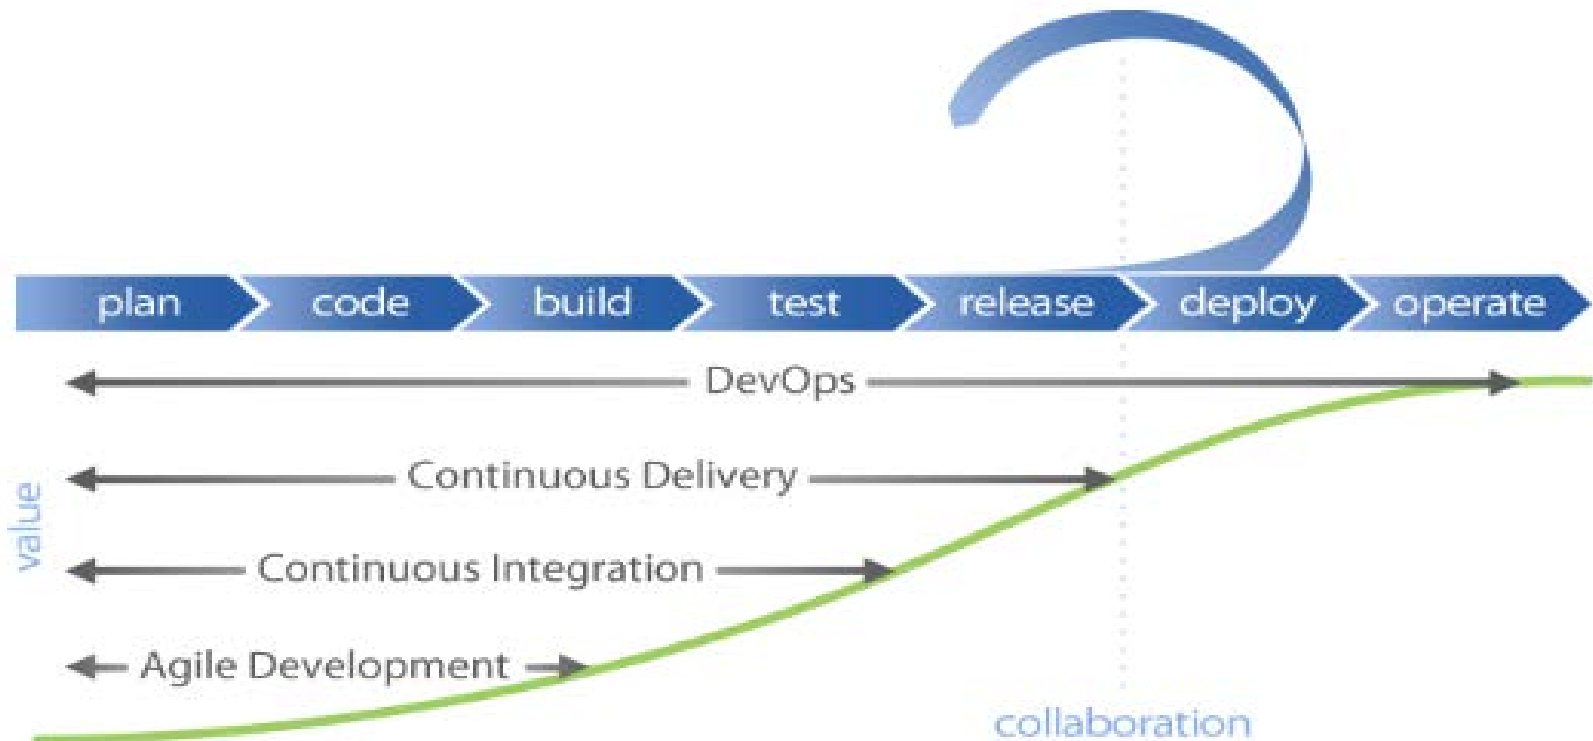 plan code build test release deploy operate
DevOps
Continuous Delivery
value
Continuous Integration
Agile Development
collaboration